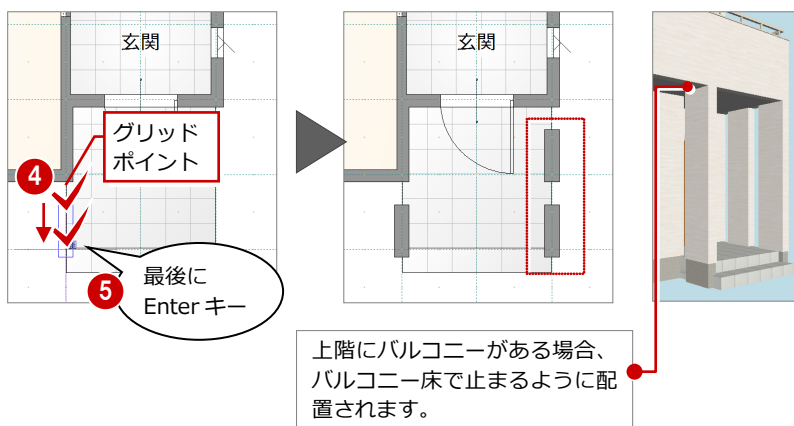 玄関
グリッド
ポイント
4
5
最後に
Enter キー
玄関
上階にバルコニーがある場合、
バルコニー床で止まるように配
置されます。